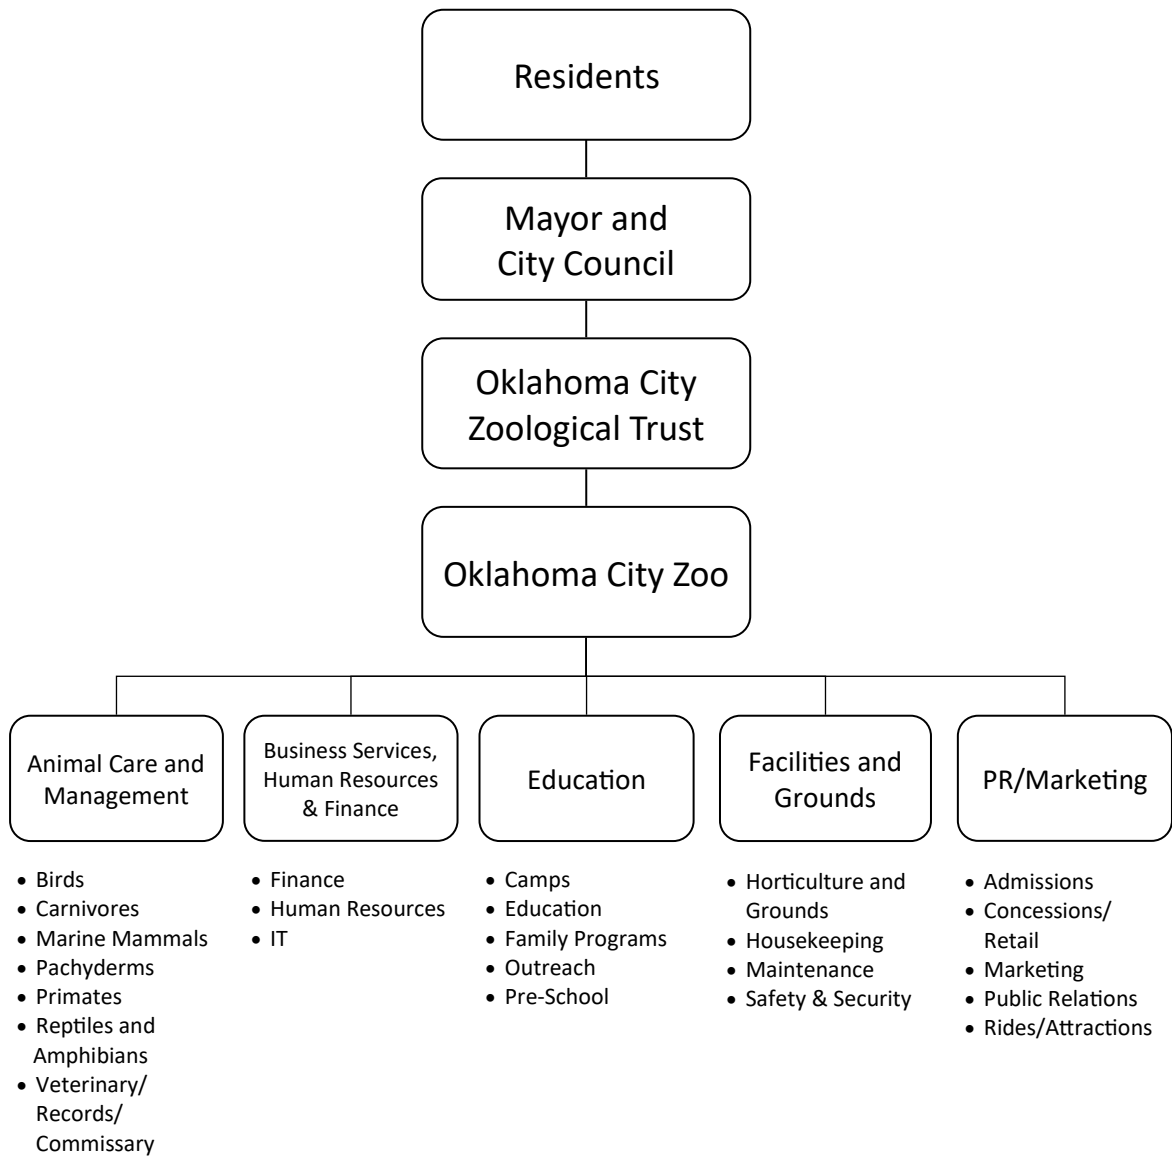 Residents
Mayor and
City Council
Oklahoma City
Zoological Trust
Oklahoma City Zoo
Animal Care and
Management
• Birds
• Carnivores
• Marine Mammals
• Pachyderms
• Primates
• Reptiles and
Amphibians
• Veterinary/
Records/
Commissary
Business Services,
Human Resources
& Finance
• Finance
• Human Resources
• IT
Education
• Camps
• Education
• Family Programs
• Outreach
• Pre-School
Facilities and
Grounds
• Horticulture and
Grounds
• Housekeeping
• Maintenance
• Safety & Security
PR/Marketing
• Admissions
• Concessions/
Retail
• Marketing
• Public Relations
• Rides/Attractions